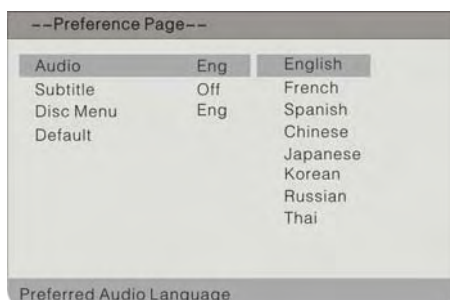 --Preference Page--
Audio Eng English
Subtitle Off French
Disc Menu Eng Spanish
Default Chinese
Japanese
Korean
Russian
Thai
Preferred Audio Language